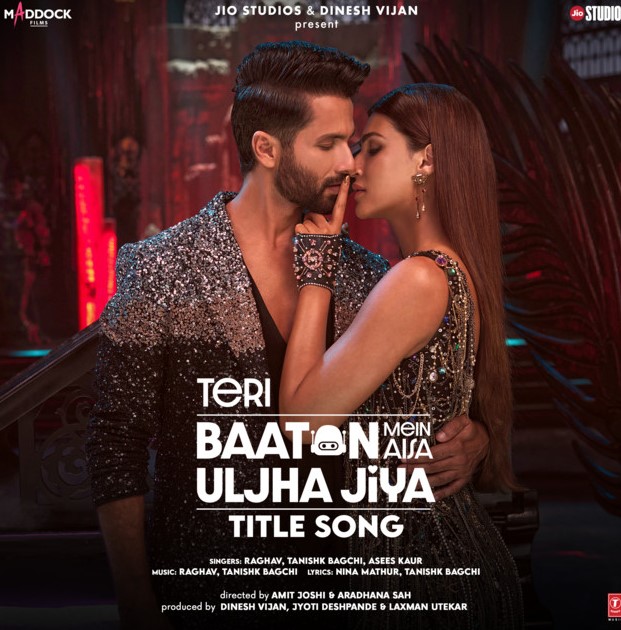 MADDOCK
FILMS
JIO STUDIOS & DINESH VIJAN
present
Jio STUDIO
TERI
BAATON MEIN AISA
ULJHA JIYA
TITLE SONG
SINGERS: RAGHAV, TANISHK BAGCHI, ASEES KAUR
MUSIC: RAGHAV, TANISHK BAGCHI LYRICS: NINA MATHUR, TANISHK BAGCHI
directed by AMIT JOSHI & ARADHANA SAH
produced by DINESH VIJAN, JYOTI DESHPANDE & LAXMAN UTEKAR
T
MUSIC